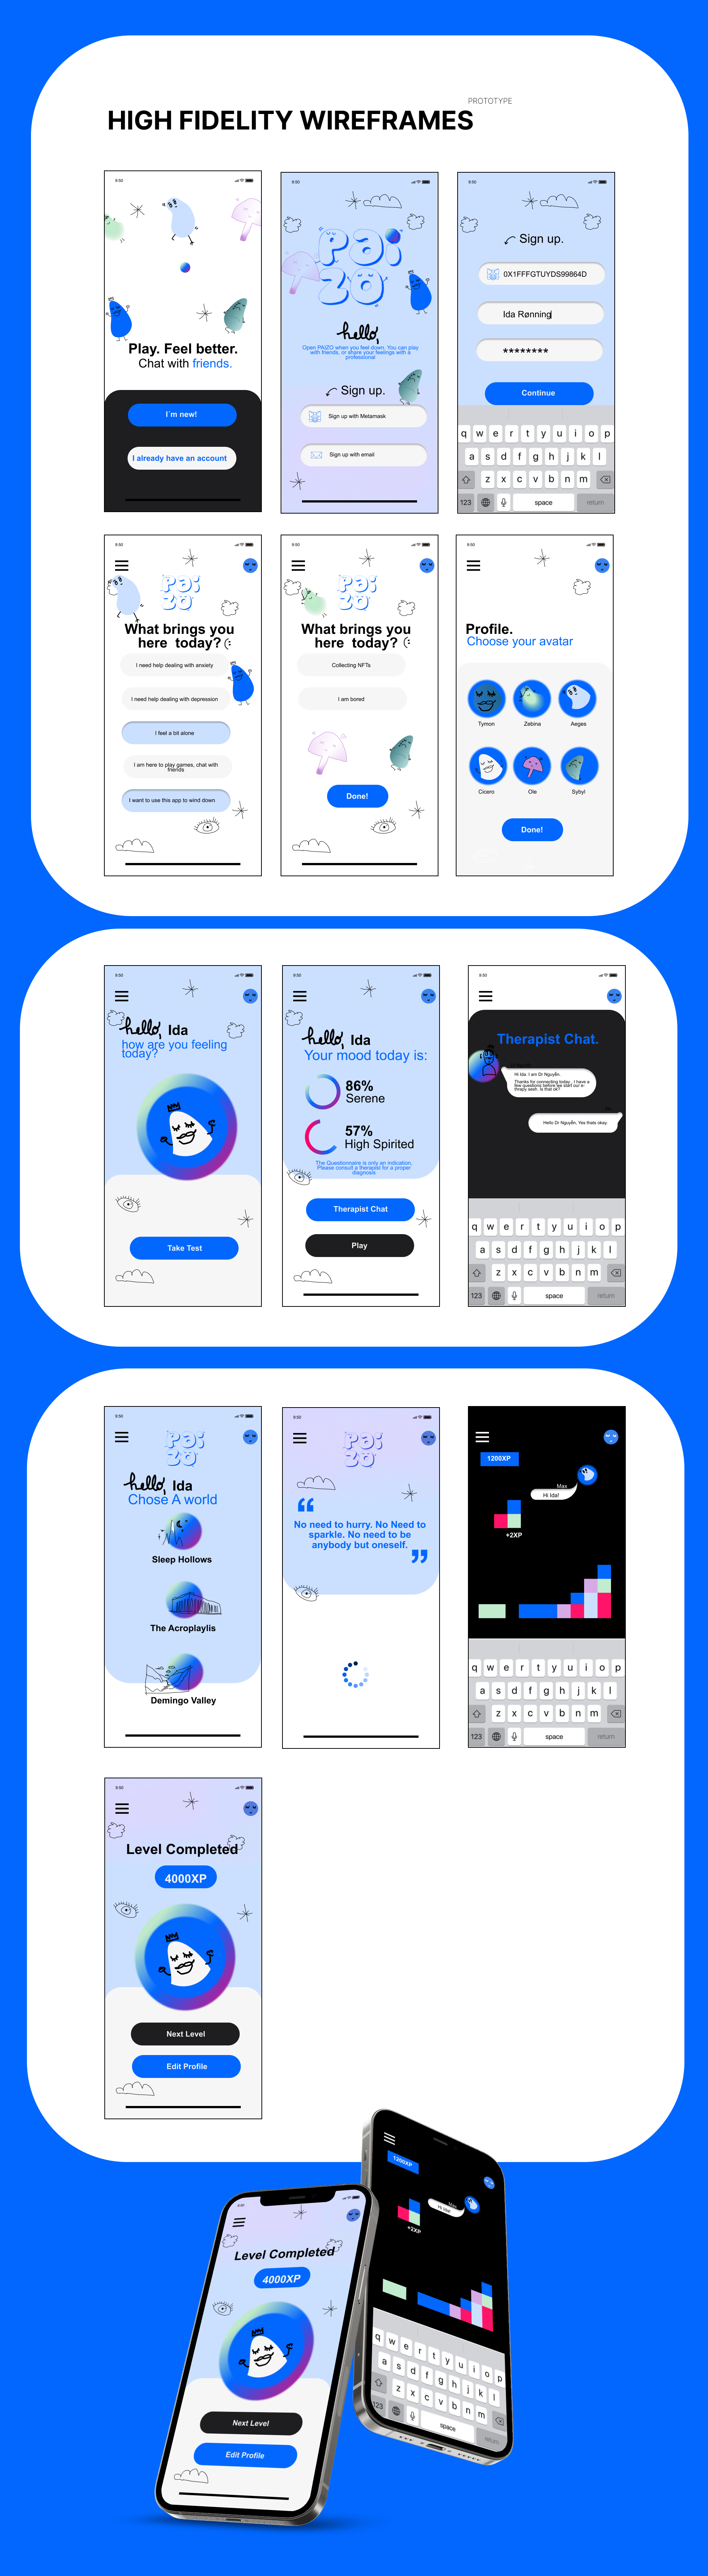 PROTOTYPE
HIGH FIDELITY WIREFRAMES
9:50
Play. Feel better.
Chat with friends.
I'm new!
I already have an account
9:50
PAiZO
hello,
Open PAIZO when you feel down. You can play
with friends, or share your feelings with a
professional
Sign up.
Sign up with Metamask
Sign up with email
9:50
Sign up.
0X1FFFGTUYDS99864D
Ida Rønning
********
Continue
q w e r t y u i o p
a s d f g h j k l
z x c v b n m
123 space return
9:50
PAiZO
What brings you
here today?
I need help dealing with anxiety
I need help dealing with depression
I feel a bit alone
I am here to play games, chat with
friends
I want to use this app to wind down
9:50
PAiZO
What brings you
here today?
Collecting NFTs
I am bored
Done!
9:50
Profile.
Choose your avatar
Tymon Zebina Aeges
Cicero Ole Sybyl
Done!
9:50
hello, Ida
how are you feeling
today?
Take Test
9:50
hello, Ida
Your mood today is:
86%
Serene
57%
High Spirited
The Questionnaire is only an indication.
Please consult a therapist for a proper
diagnosis
Therapist Chat
Play
9:50
Therapist Chat.
Hi Ida. I am Dr Nguyễn.
Thanks for connecting today . I have a
few questions before we start our e-
thrapy sesh. Is that ok?
Hello Dr Nguyễn, Yes thats okay.
q w e r t y u i o p
a s d f g h j k l
z x c v b n m
123 space return
9:50
PAiZO
hello, Ida
Chose A world
Sleep Hollows
The Acroplaylis
Demingo Valley
9:50
PAiZO
“
No need to hurry. No Need to
sparkle. No need to be
anybody but oneself.
”
1200XP
Max
Hi Ida!
+2XP
q w e r t y u i o p
a s d f g h j k l
z x c v b n m
123 space return
9:50
Level Completed
4000XP
Next Level
Edit Profile
9:50
Level Completed
4000XP
Next Level
Edit Profile
1200XP
Max
Hi Ida!
+2XP
q w e r t y u i o p
a s d f g h j k l
z x c v b n m
123 space return